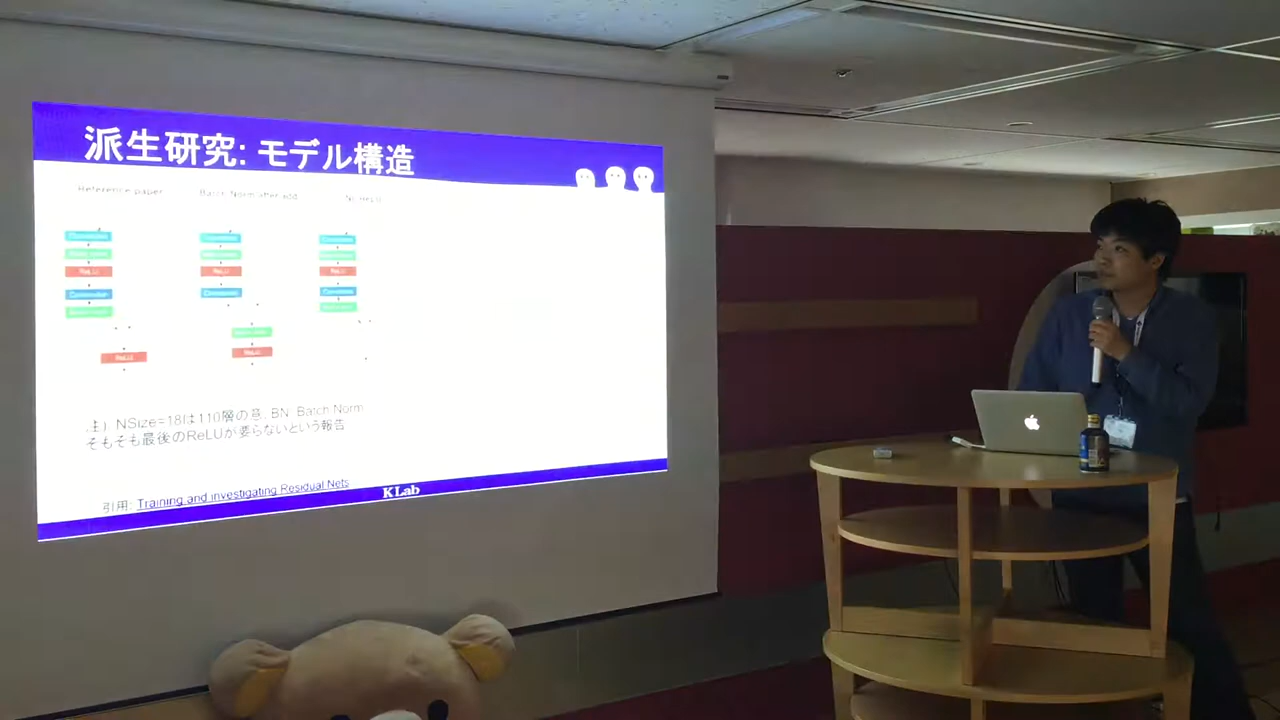 派生研究: モデル構造
Reference paper
Batch Norm after add
No ReLU
ReLU
ReLU
ReLU
ReLU
ReLU
注) NSize=18は110層の意, BN: Batch Norm
そもそも最後のReLUが要らないという報告
引用: Training and investigating Residual Nets
KLab